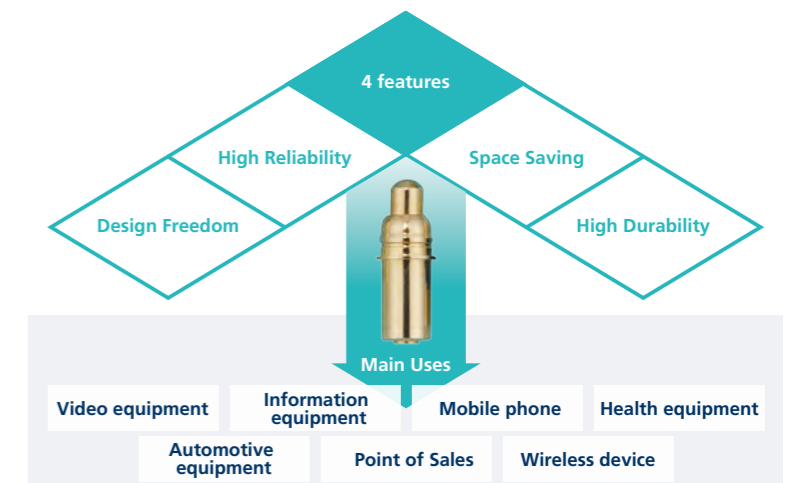 4 features
High Reliability
Space Saving
Design Freedom
High Durability
Main Uses
Video equipment
Information
equipment
Mobile phone
Health equipment
Automotive
equipment
Point of Sales
Wireless device